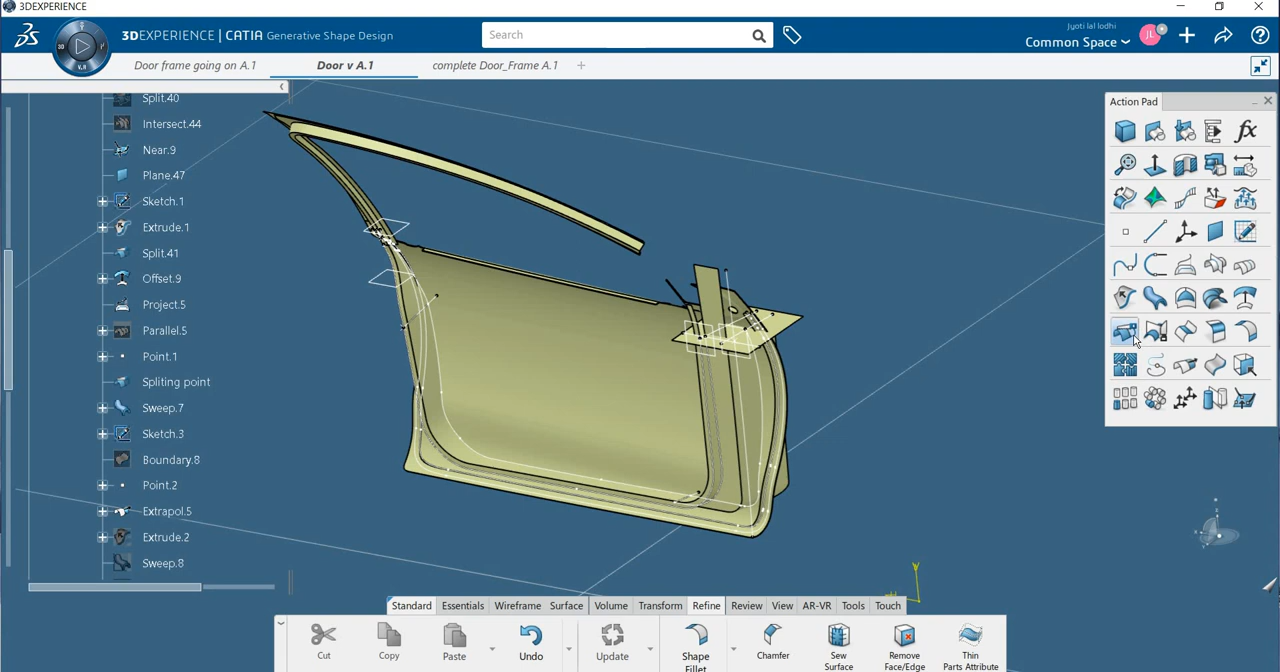 3DEXPERIENCE
3DEXPERIENCE | CATIA Generative Shape Design
Search
Jyoti lal lodhi
Common Space
JL
3D
V.R
Door frame going on A.1
Door v A.1
complete Door_Frame A.1
Split.40
Intersect.44
Near.9
Plane.47
Sketch.1
Extrude.1
Split.41
Offset.9
Project.5
Parallel.5
Point.1
Spliting point
Sweep.7
Sketch.3
Boundary.8
Point.2
Extrapol.5
Extrude.2
Sweep.8
Action Pad
fx
Standard Essentials Wireframe Surface Volume Transform Refine Review View AR-VR Tools Touch
Cut Copy Paste Undo Update Shape Fillet Chamfer Sew Surface Remove Face/Edge Thin Parts Attribute